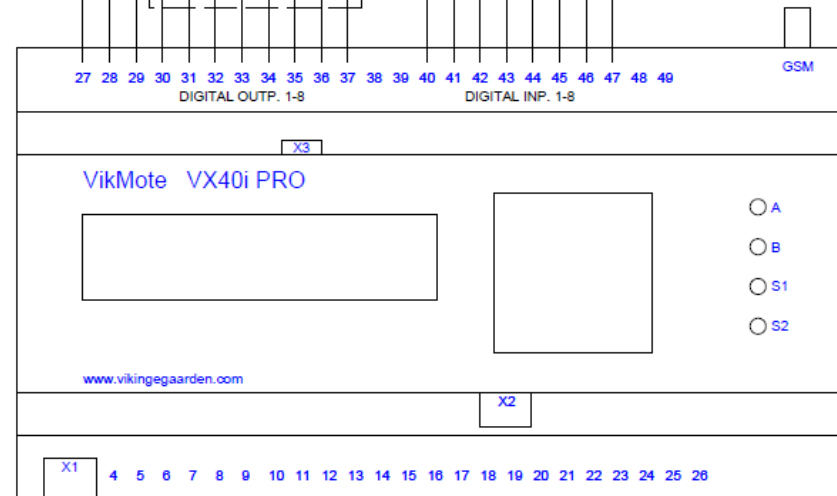 GSM
27 28 29 30 31 32 33 34 35 36 37 38 39 40 41 42 43 44 45 46 47 48 49
DIGITAL OUTP. 1-8 DIGITAL INP. 1-8
X3
VikMote VX40i PRO
A
B
S1
S2
www.vikingegaarden.com
X2
X1
4 5 6 7 8 9 10 11 12 13 14 15 16 17 18 19 20 21 22 23 24 25 26